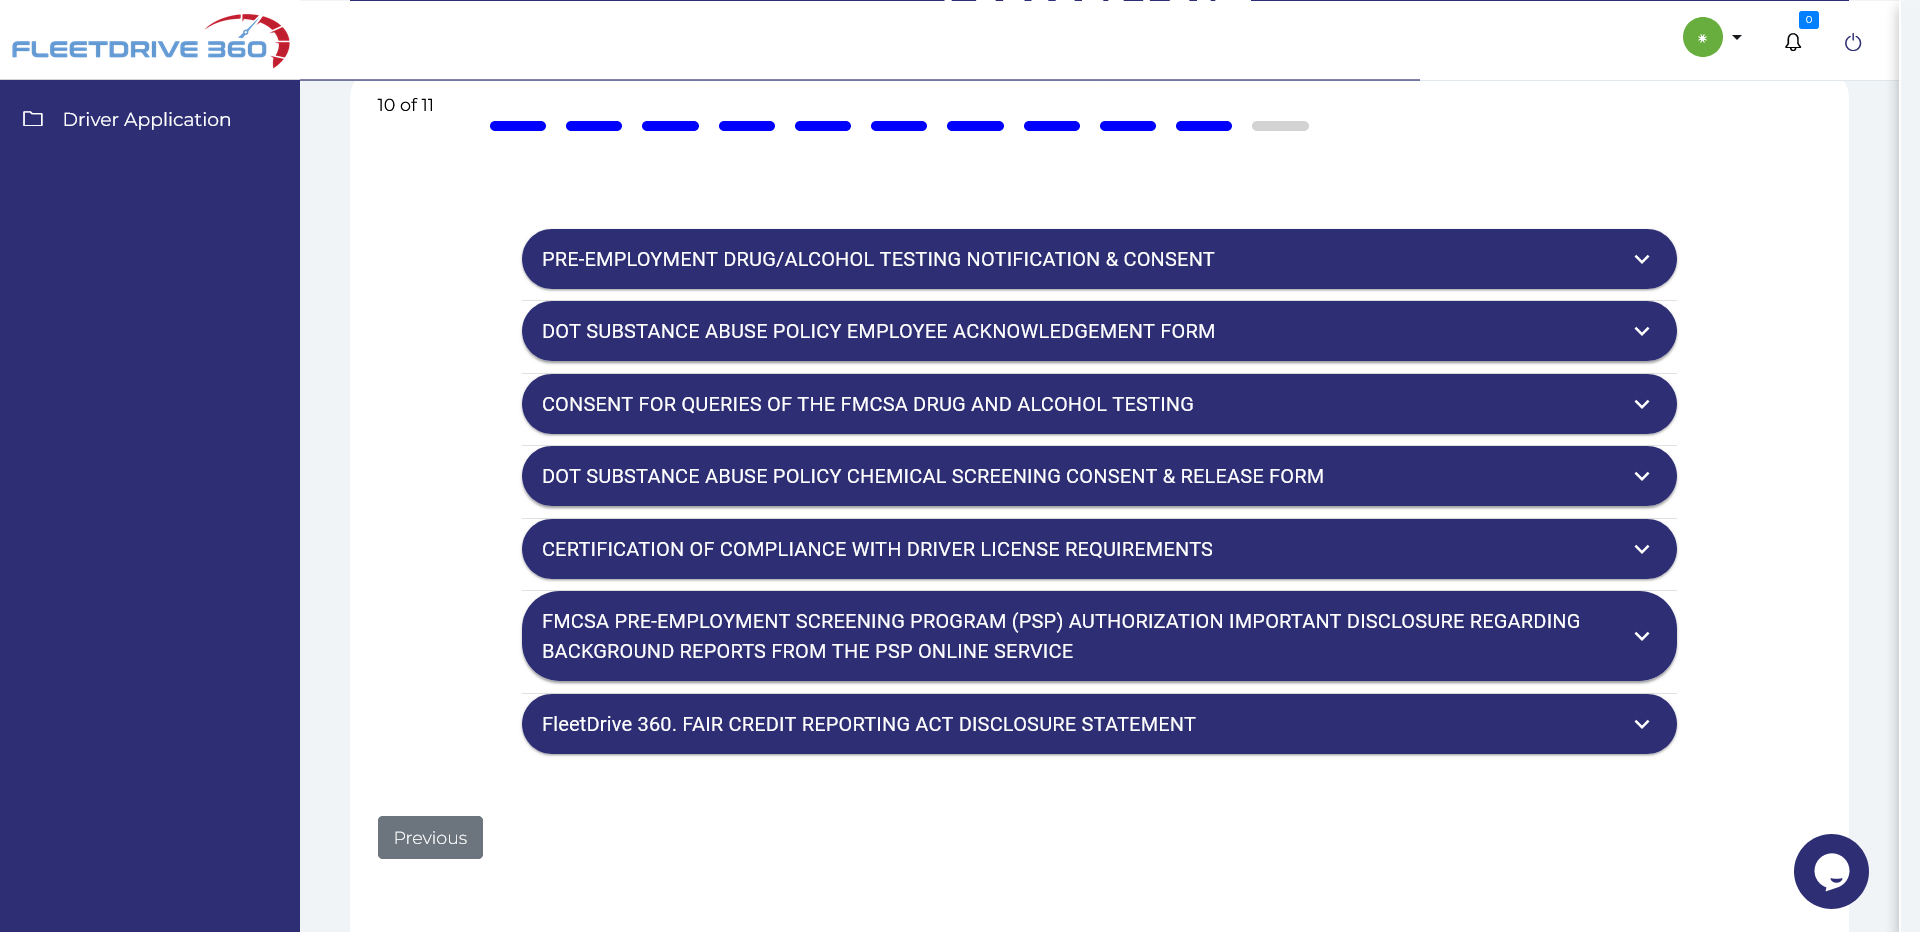 FLEETDRIVE 360
0
Driver Application
10 of 11
PRE-EMPLOYMENT DRUG/ALCOHOL TESTING NOTIFICATION & CONSENT
DOT SUBSTANCE ABUSE POLICY EMPLOYEE ACKNOWLEDGEMENT FORM
CONSENT FOR QUERIES OF THE FMCSA DRUG AND ALCOHOL TESTING
DOT SUBSTANCE ABUSE POLICY CHEMICAL SCREENING CONSENT & RELEASE FORM
CERTIFICATION OF COMPLIANCE WITH DRIVER LICENSE REQUIREMENTS
FMCSA PRE-EMPLOYMENT SCREENING PROGRAM (PSP) AUTHORIZATION IMPORTANT DISCLOSURE REGARDING
BACKGROUND REPORTS FROM THE PSP ONLINE SERVICE
FleetDrive 360. FAIR CREDIT REPORTING ACT DISCLOSURE STATEMENT
Previous